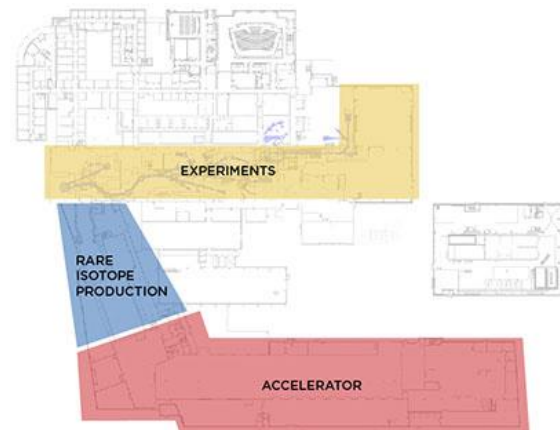 EXPERIMENTS
RARE
ISOTOPE
PRODUCTION
ACCELERATOR